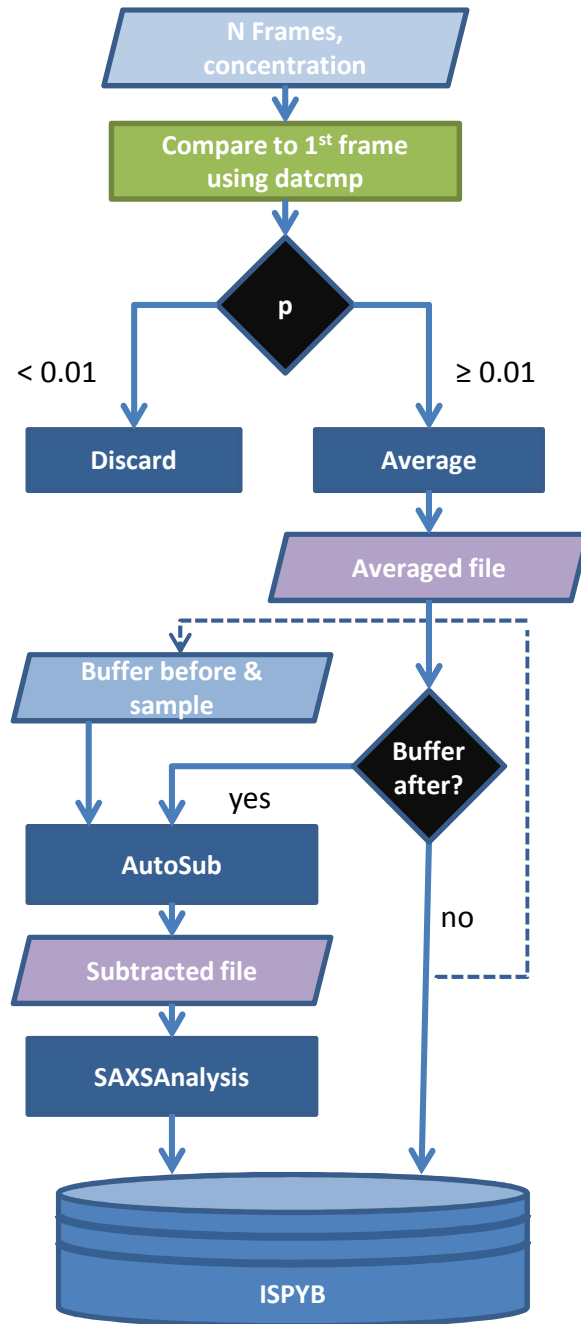 N Frames,
concentration
Compare to 1st frame
using datcmp
p
< 0.01
≥ 0.01
Discard
Average
Averaged file
Buffer before &
sample
Buffer
after?
yes
AutoSub
no
Subtracted file
SAXSAnalysis
ISPYB